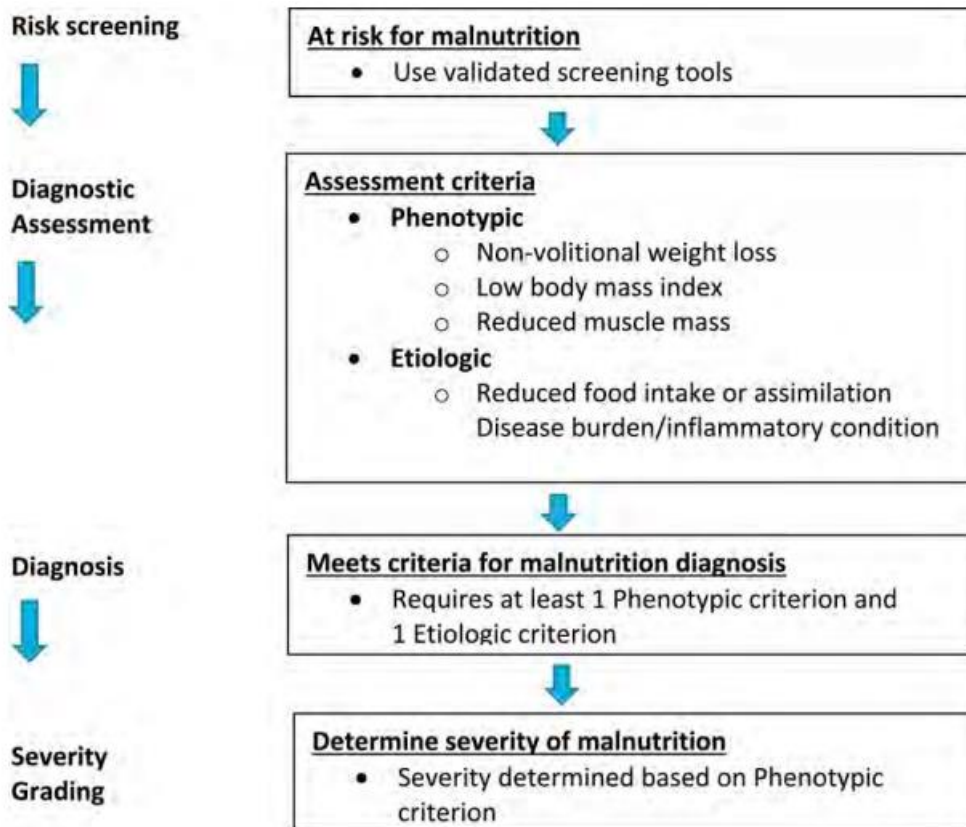 Risk screening
At risk for malnutrition
• Use validated screening tools
Diagnostic
Assessment
Assessment criteria
• Phenotypic
o Non-volitional weight loss
o Low body mass index
o Reduced muscle mass
• Etiologic
o Reduced food intake or assimilation
Disease burden/inflammatory condition
Diagnosis
Meets criteria for malnutrition diagnosis
• Requires at least 1 Phenotypic criterion and
1 Etiologic criterion
Severity
Grading
Determine severity of malnutrition
• Severity determined based on Phenotypic
criterion